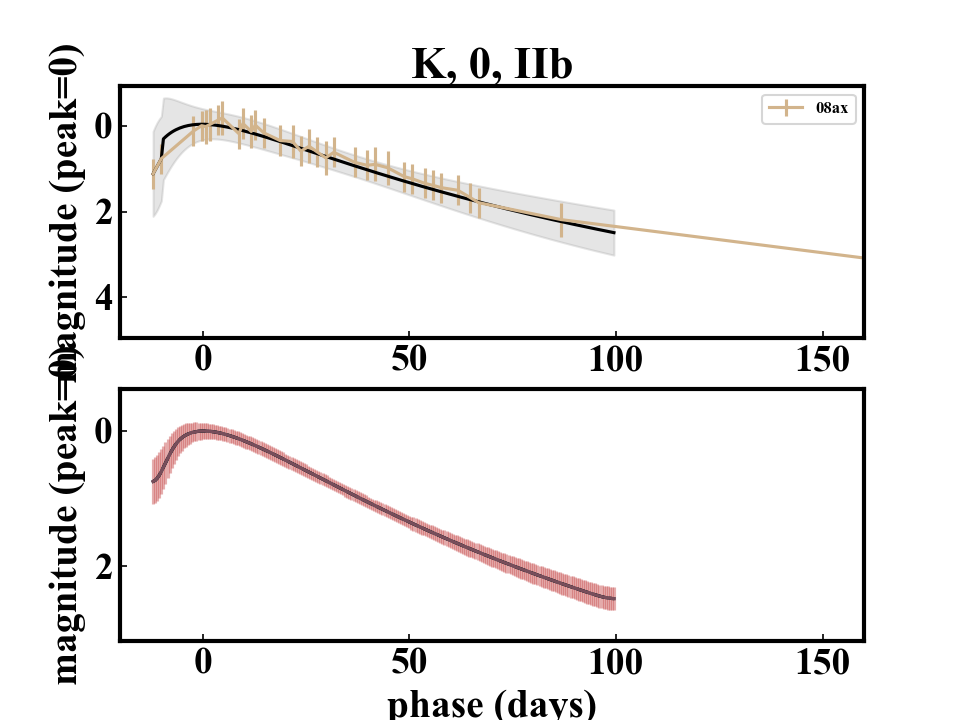 K, 0, IIb
magnitude (peak=0)
0
2
4
08ax
0 50 100 150
magnitude (peak=0)
0
2
0 50 100 150
phase (days)